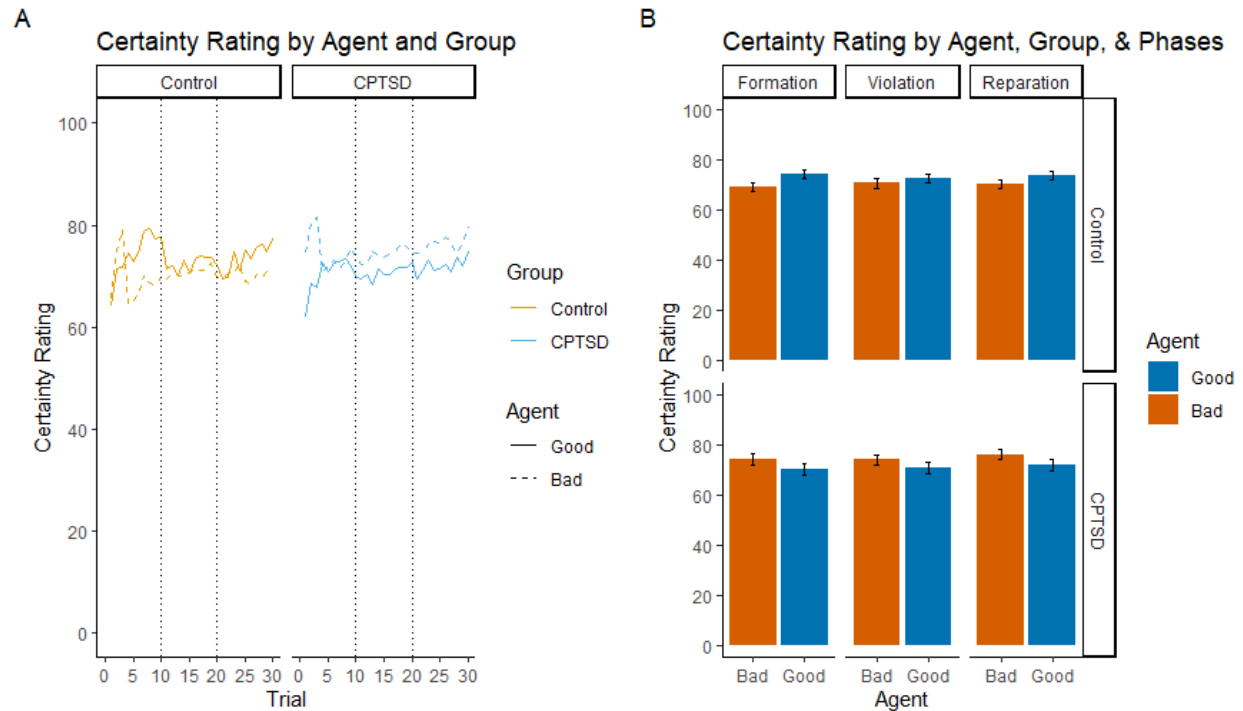 A
Certainty Rating by Agent and Group
Control CPTSD
100
80
60
40
20
0
Certainty Rating
0 5 10 15 20 25 30 0 5 10 15 20 25 30
Trial
Group
Control
CPTSD
Agent
Good
Bad
B
Certainty Rating by Agent, Group, & Phases
Formation Violation Reparation
100
80
60
40
20
0
Control
100
80
60
40
20
0
CPTSD
Certainty Rating
Bad Good Bad Good Bad Good
Agent
Agent
Good
Bad